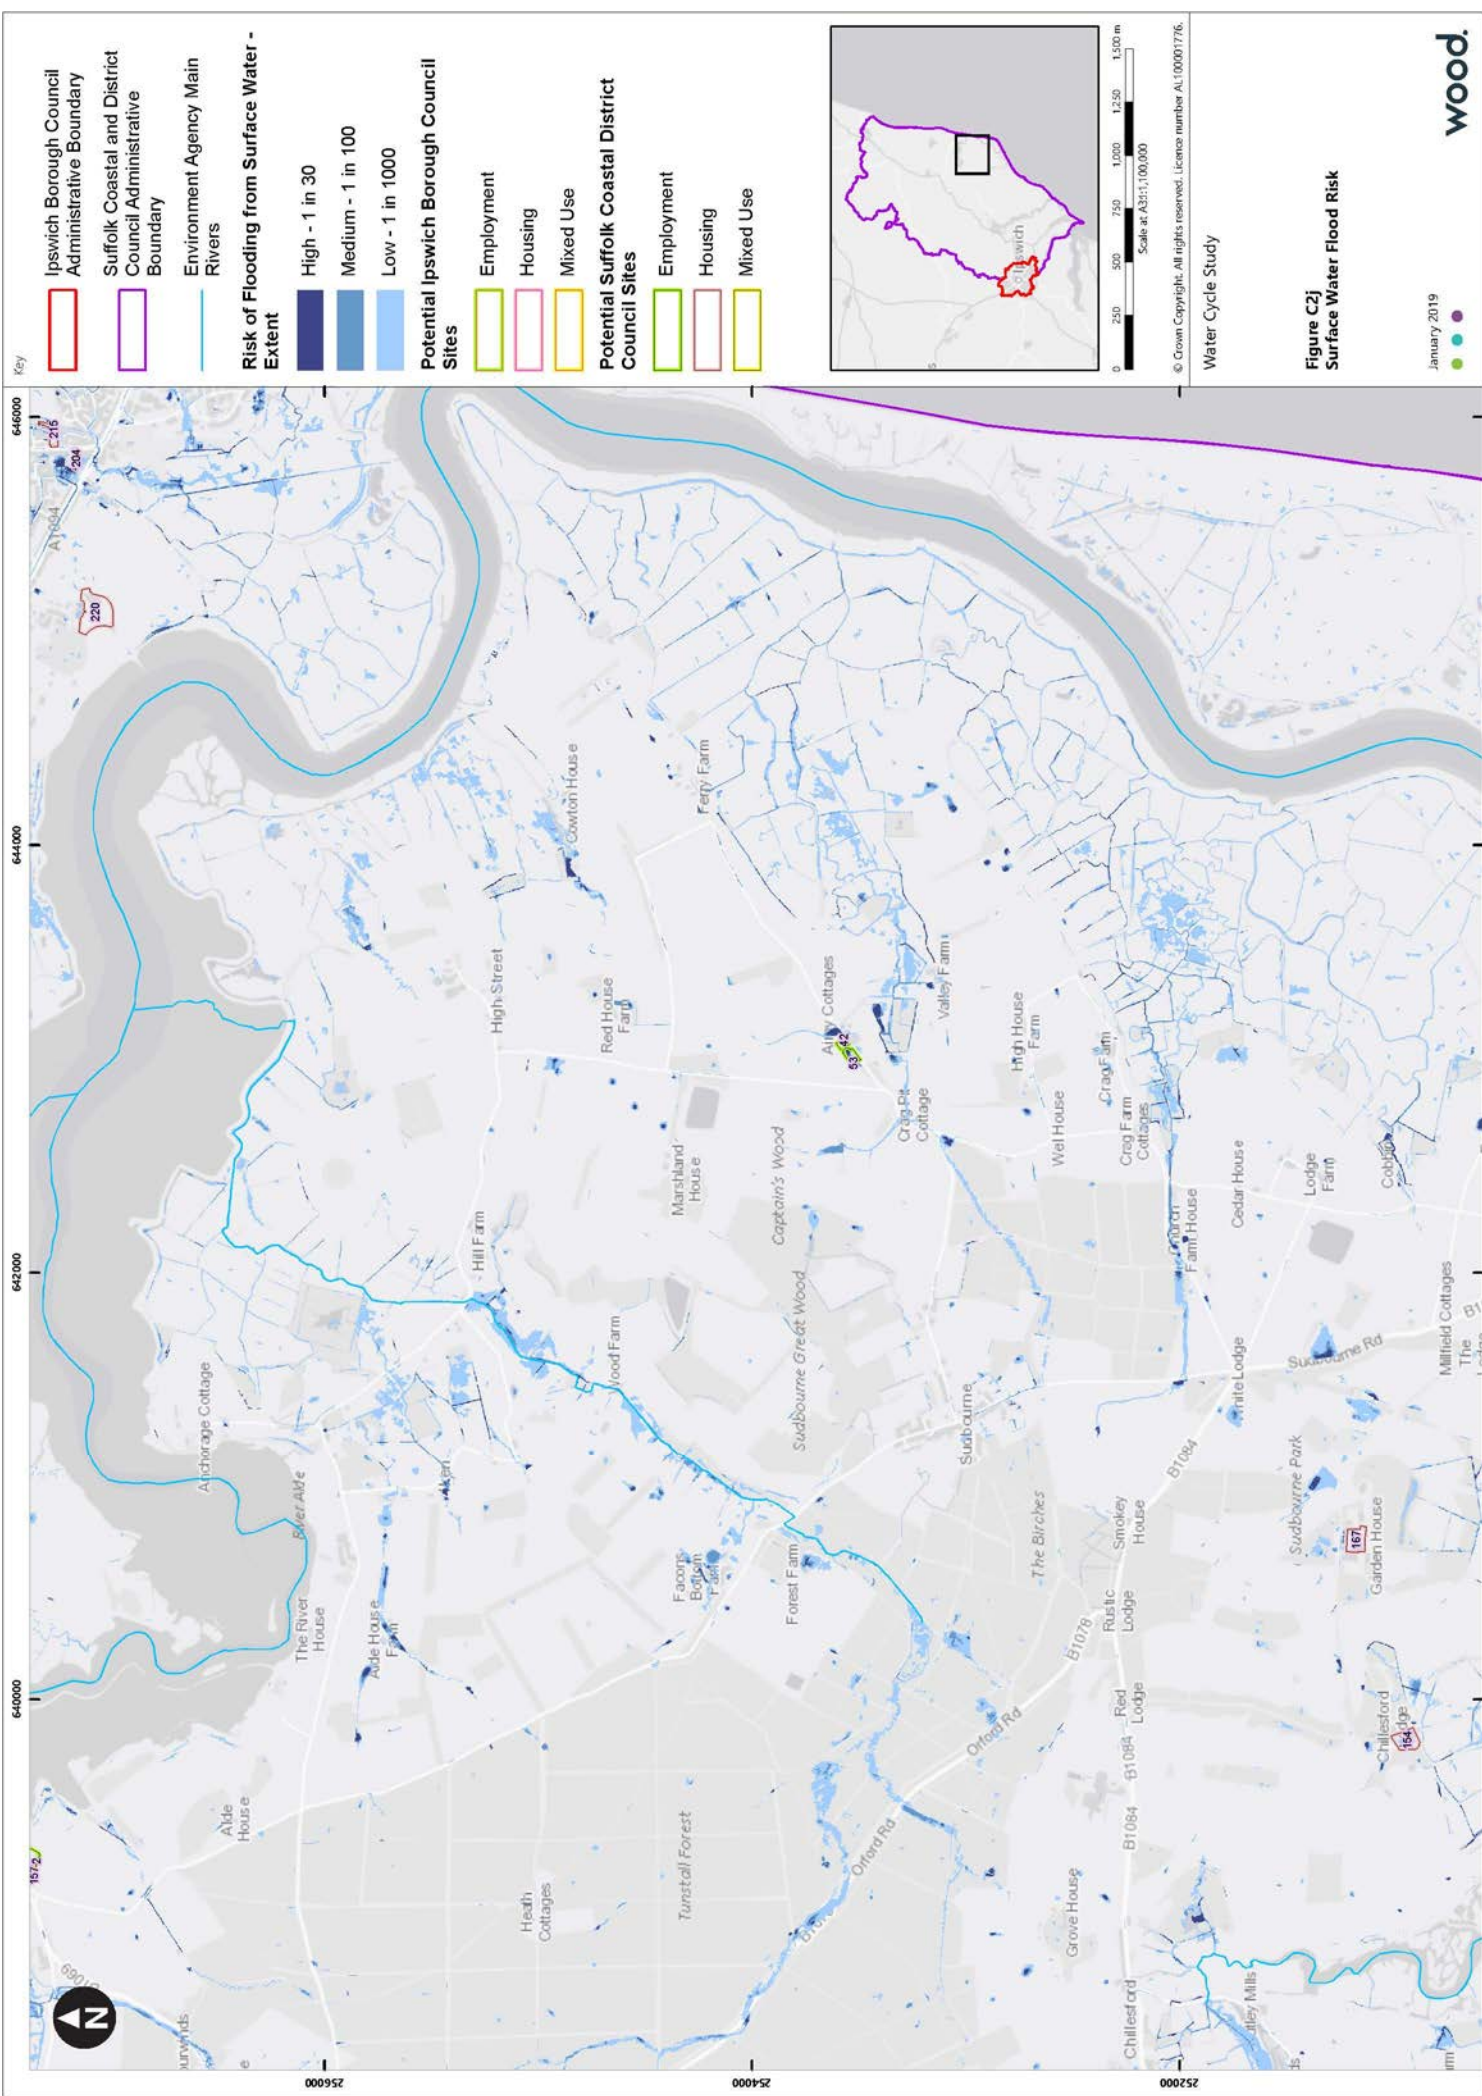 Key
Ipswich Borough Council
Administrative Boundary
Suffolk Coastal and District
Council Administrative
Boundary
Environment Agency Main
Rivers
Risk of Flooding from Surface Water -
Extent
High - 1 in 30
Medium - 1 in 100
Low - 1 in 1000
Potential Ipswich Borough Council
Sites
Employment
Housing
Mixed Use
Potential Suffolk Coastal District
Council Sites
Employment
Housing
Mixed Use
Ipswich
0 250 500 750 1,000 1,250 1,500 m
Scale at A3:1:1,100,000
© Crown Copyright. All rights reserved. Licence number AL100001776.
Water Cycle Study
Figure C2j
Surface Water Flood Risk
January 2019
wood.
640000
642000
644000
646000
256000
254000
252000
N
157-2
A1094
204
215
220
Alde
House
The River
House
River Alde
Anchorage Cottage
Alde House
Farm
Hill Farm
High Street
Cowton House
Heath
Cottages
Wood Farm
Red House
Farm
Tunstall Forest
Facons
Bottom
Farm
Marshland
House
Ferry Farm
Forest Farm
Sudbourne Great Wood
Captain's Wood
Cottages
42
53
Orford Rd
Crag Pit
Cottage
Valley Farm
Sudbourne
Orford Rd
High House
Farm
Grove House
B1078
The Birches
Wel House
Crag Farm
Chillesford
B1084
B1084
Red
Lodge
Rustic
Lodge
Smokey
House
B1084
Crag Farm
Cottages
Church
Farm House
White Lodge
Cedar House
Sudbourne Park
Sudbourne Rd
Lodge
Farm
Chillesford
154
167
Garden House
Millfield Cottages
The